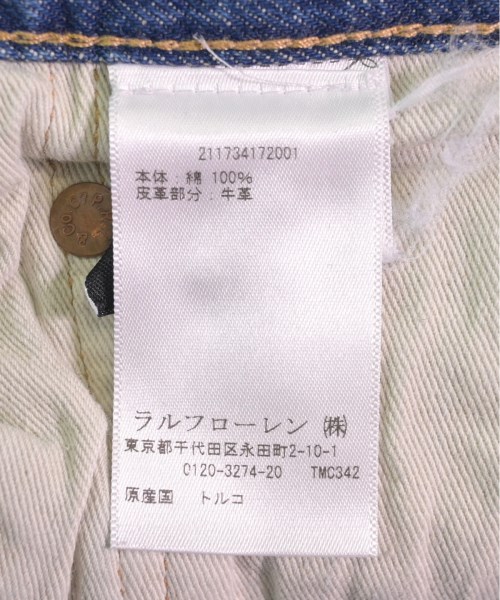 211734172001
本体：綿 100%
皮革部分：牛革
ラルフローレン ㈱
東京都千代田区永田町2-10-1
0120-3274-20 TMC342
原産国 トルコ